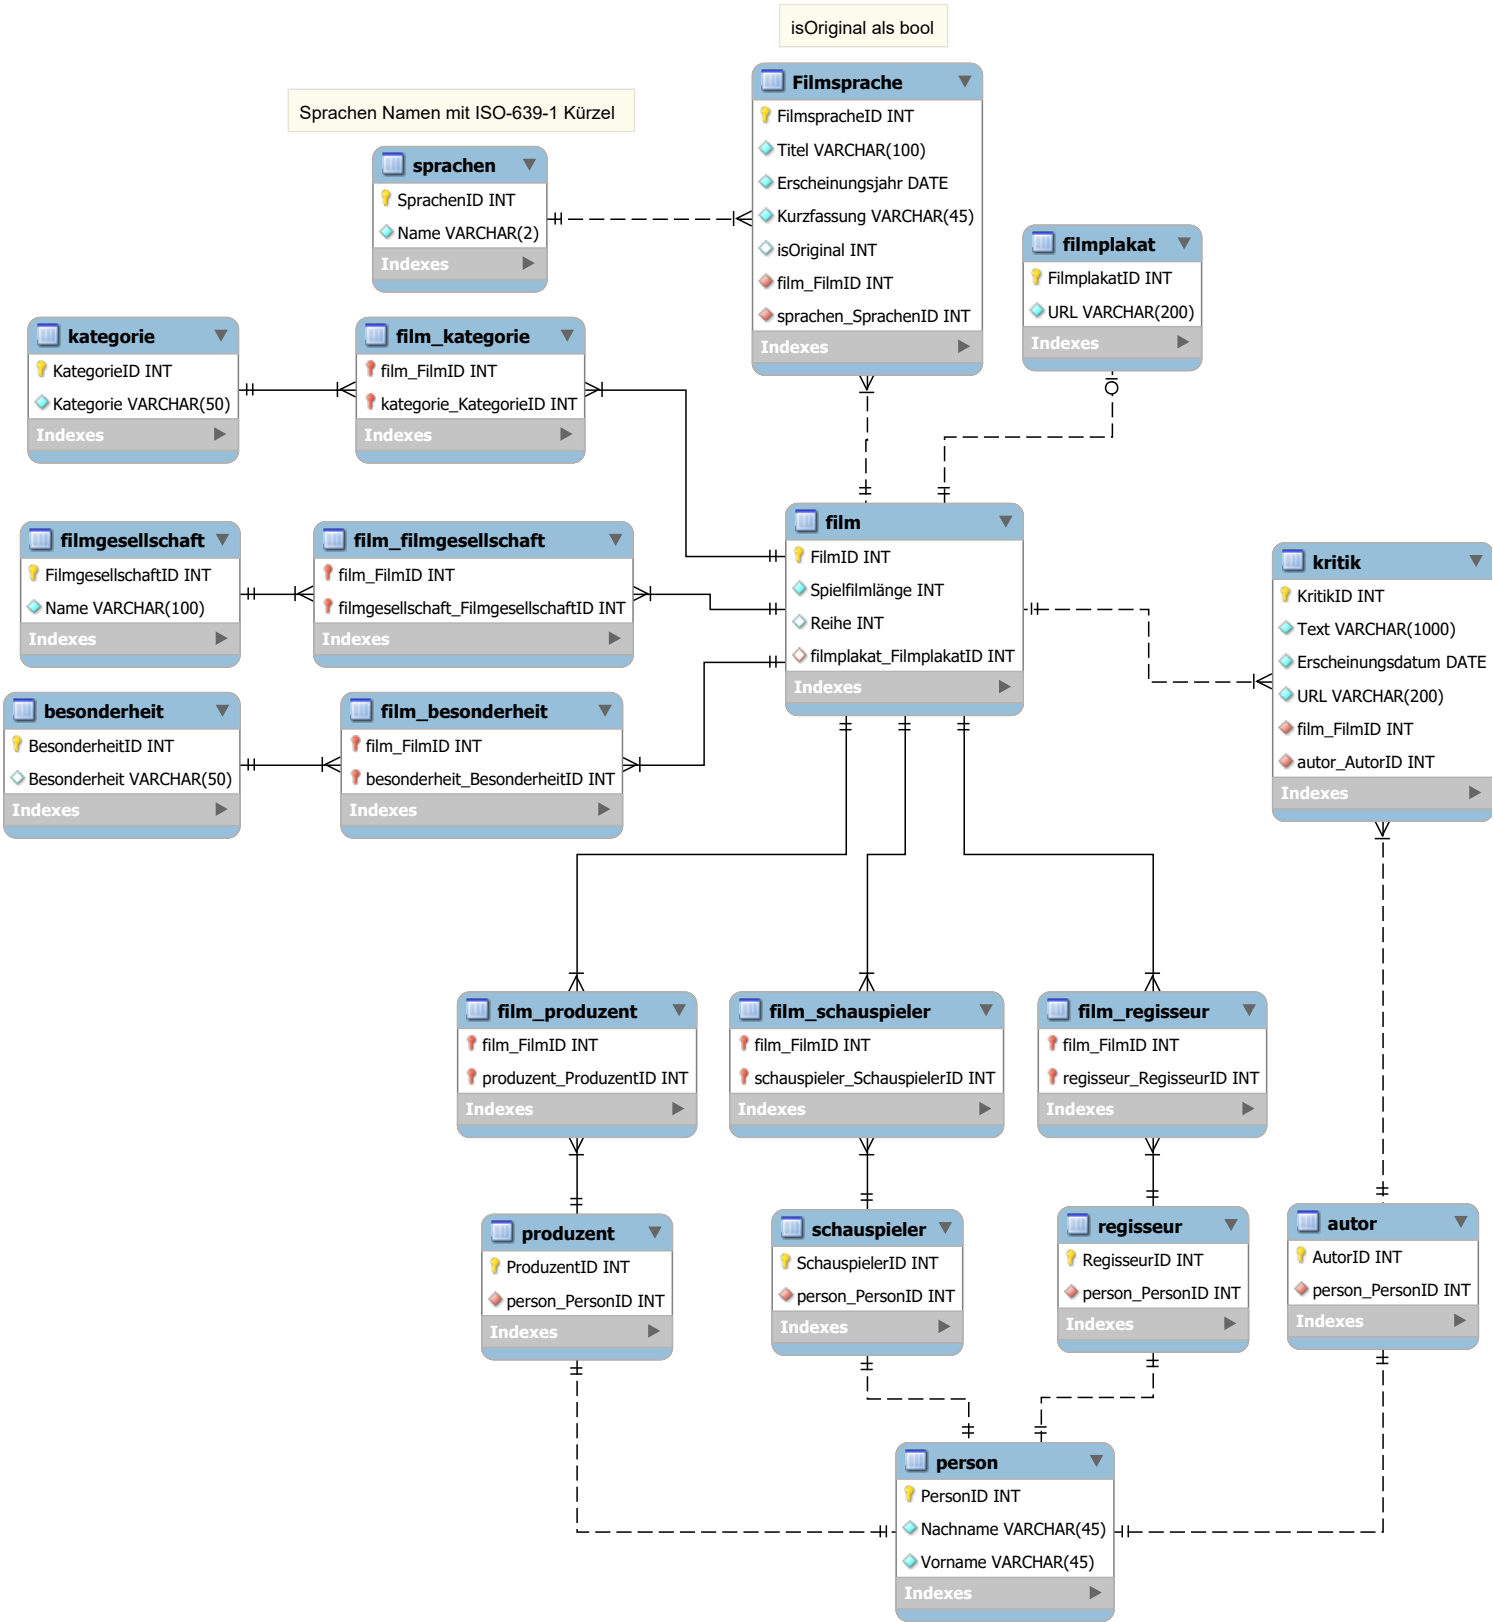 isOriginal als bool
Filmsprache
FilmspracheID INT
Titel VARCHAR(100)
Erscheinungsjahr DATE
Kurzfassung VARCHAR(45)
isOriginal INT
film_FilmID INT
sprachen_SprachenID INT
Indexes
Sprachen Namen mit ISO-639-1 Kürzel
sprachen
SprachenID INT
Name VARCHAR(2)
Indexes
filmplakat
FilmplakatID INT
URL VARCHAR(200)
Indexes
kategorie
KategorieID INT
Kategorie VARCHAR(50)
Indexes
film_kategorie
film_FilmID INT
kategorie_KategorieID INT
Indexes
filmgesellschaft
FilmgesellschaftID INT
Name VARCHAR(100)
Indexes
film_filmgesellschaft
film_FilmID INT
filmgesellschaft_FilmgesellschaftID INT
Indexes
film
FilmID INT
Spielfilmlänge INT
Reihe INT
filmplakat_FilmplakatID INT
Indexes
kritik
KritikID INT
Text VARCHAR(1000)
Erscheinungsdatum DATE
URL VARCHAR(200)
film_FilmID INT
autor_AutorID INT
Indexes
besonderheit
BesonderheitID INT
Besonderheit VARCHAR(50)
Indexes
film_besonderheit
film_FilmID INT
besonderheit_BesonderheitID INT
Indexes
film_produzent
film_FilmID INT
produzent_ProduzentID INT
Indexes
film_schauspieler
film_FilmID INT
schauspieler_SchauspielerID INT
Indexes
film_regisseur
film_FilmID INT
regisseur_RegisseurID INT
Indexes
produzent
ProduzentID INT
person_PersonID INT
Indexes
schauspieler
SchauspielerID INT
person_PersonID INT
Indexes
regisseur
RegisseurID INT
person_PersonID INT
Indexes
autor
AutorID INT
person_PersonID INT
Indexes
person
PersonID INT
Nachname VARCHAR(45)
Vorname VARCHAR(45)
Indexes